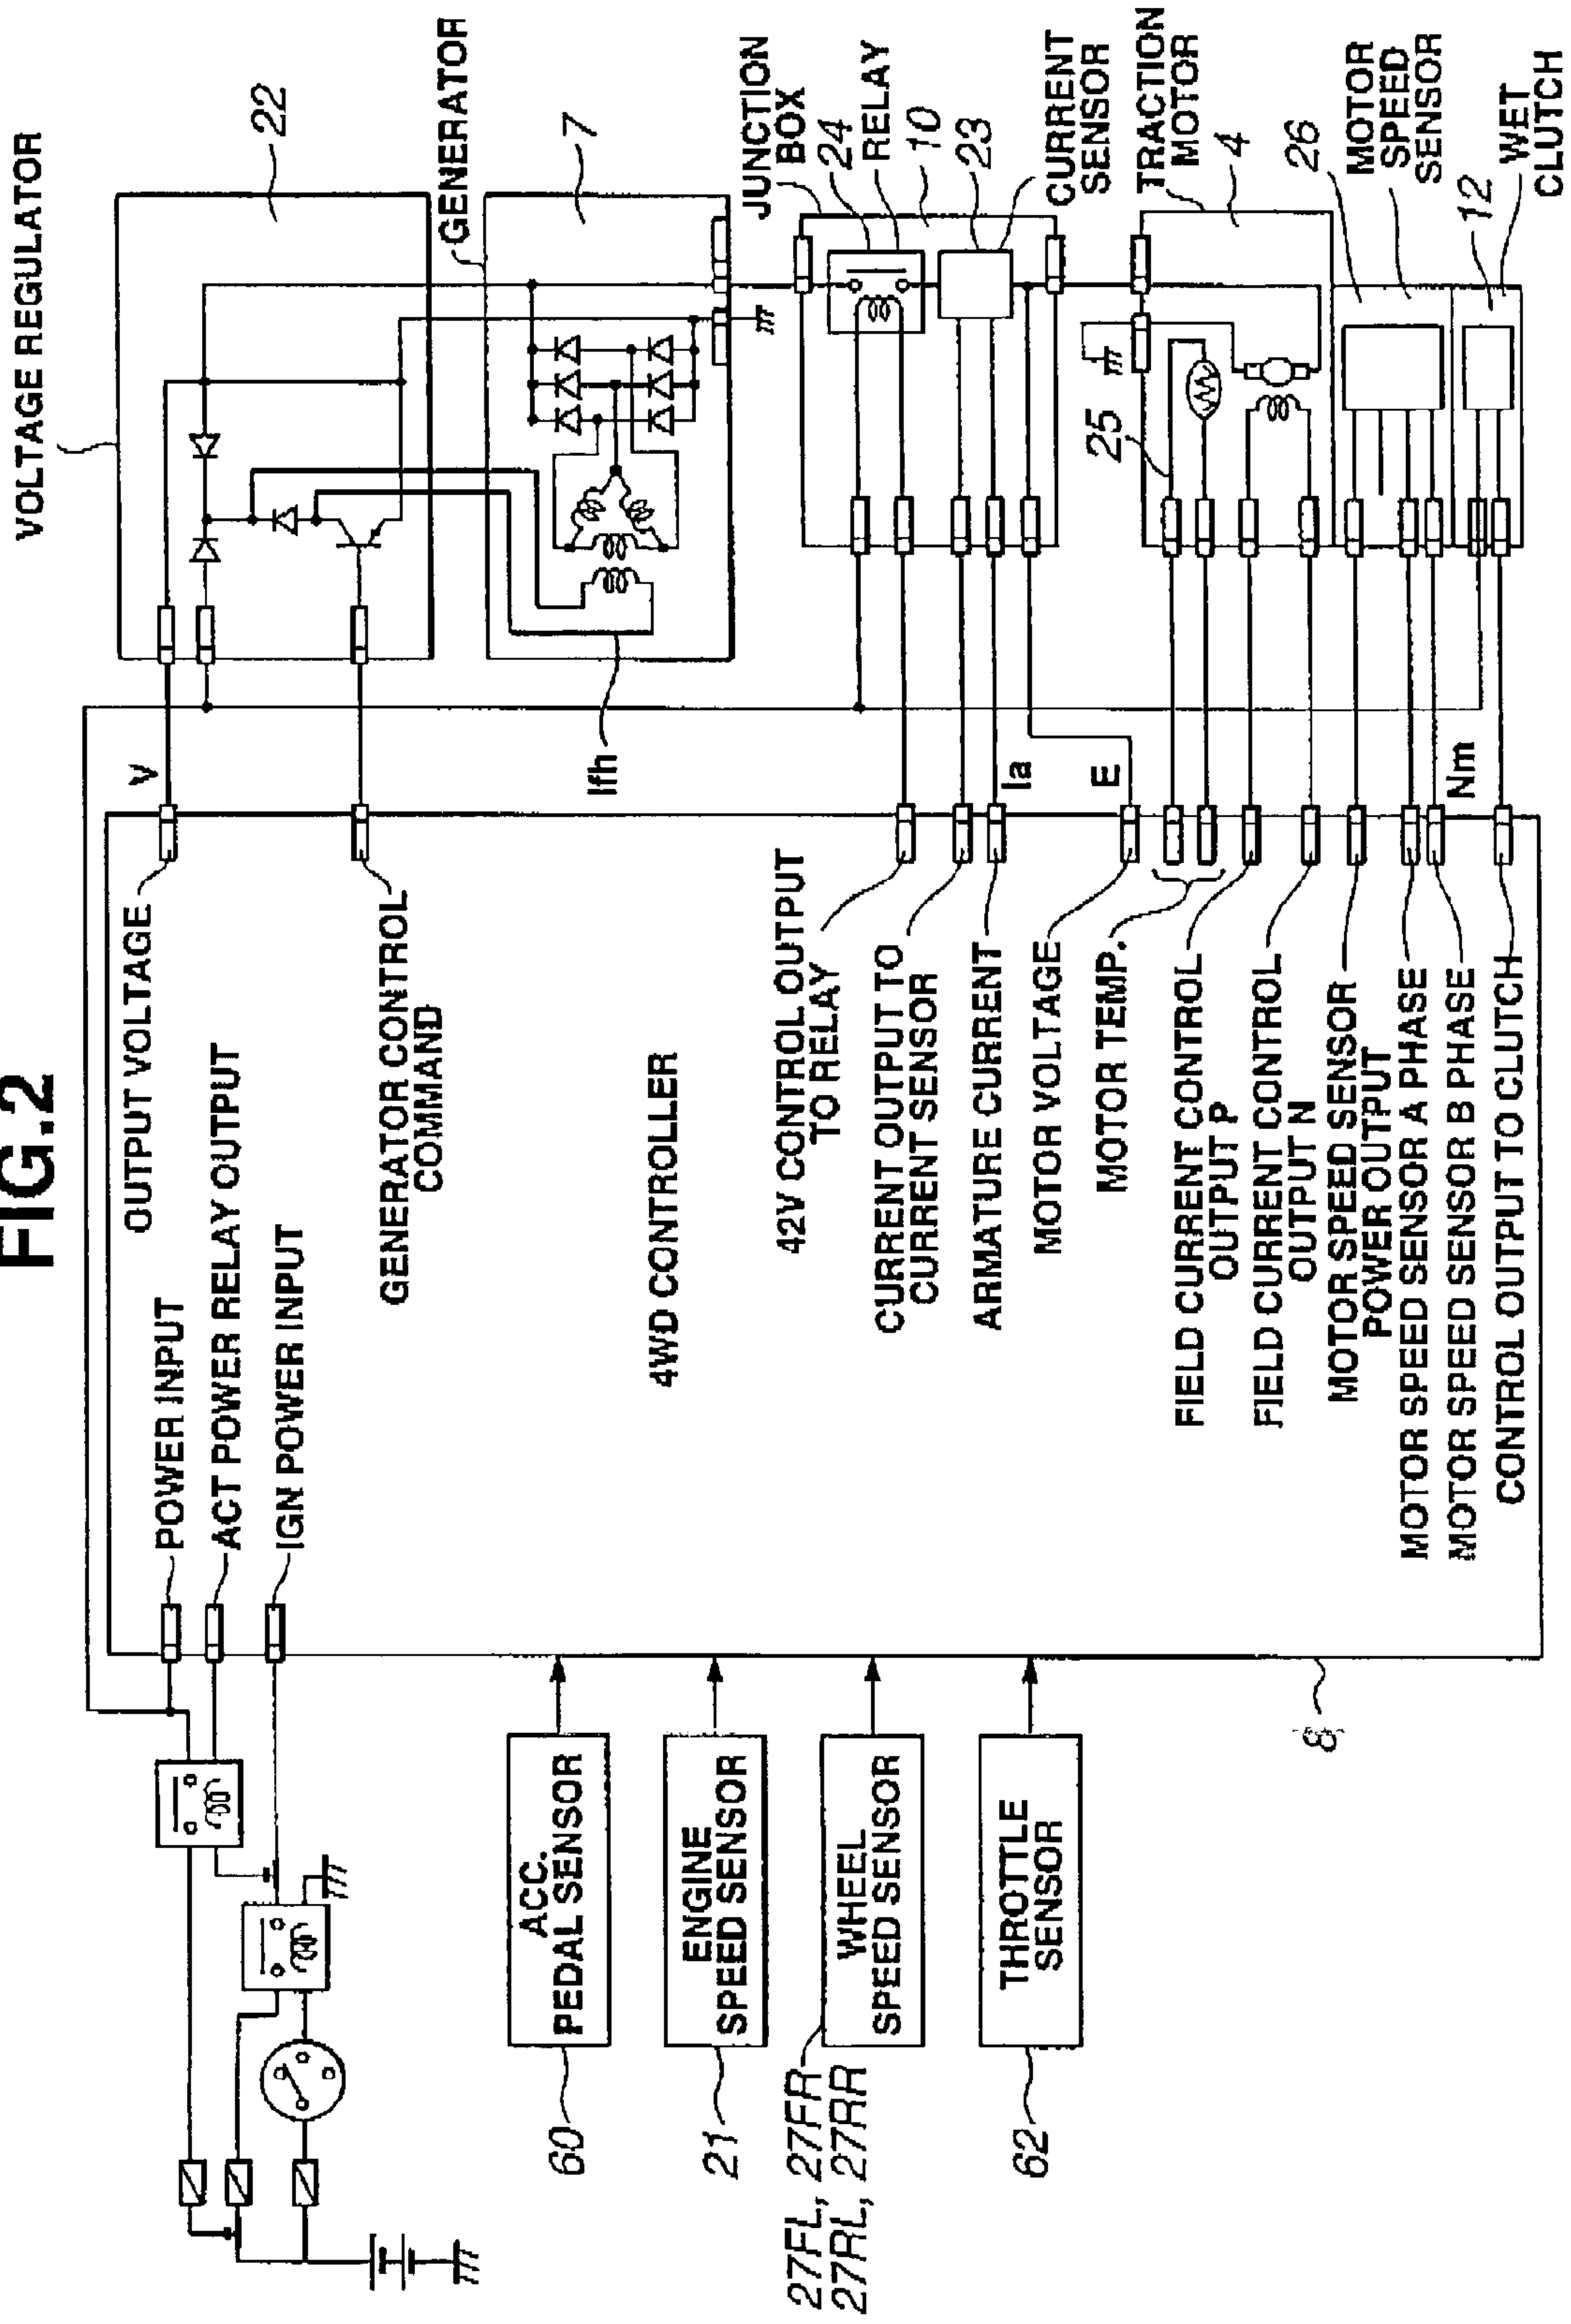 FIG.2
VOLTAGE REGULATOR
22
GENERATOR
7
Ifh
JUNCTION
BOX
24
RELAY
10
23
CURRENT
SENSOR
TRACTION
MOTOR
4
25
26
MOTOR
SPEED
SENSOR
12
WET
CLUTCH
V
Ia
E
Nm
POWER INPUT
ACT POWER RELAY OUTPUT
IGN POWER INPUT
OUTPUT VOLTAGE
GENERATOR CONTROL
COMMAND
4WD CONTROLLER
42V CONTROL OUTPUT
TO RELAY
CURRENT OUTPUT TO
CURRENT SENSOR
ARMATURE CURRENT
MOTOR VOLTAGE
MOTOR TEMP.
FIELD CURRENT CONTROL
OUTPUT P
FIELD CURRENT CONTROL
OUTPUT N
MOTOR SPEED SENSOR
POWER OUTPUT
MOTOR SPEED SENSOR A PHASE
MOTOR SPEED SENSOR B PHASE
CONTROL OUTPUT TO CLUTCH
8
ACC.
PEDAL SENSOR
60
ENGINE
SPEED SENSOR
21
WHEEL
SPEED SENSOR
27FL, 27FR
27RL, 27RR
THROTTLE
SENSOR
62